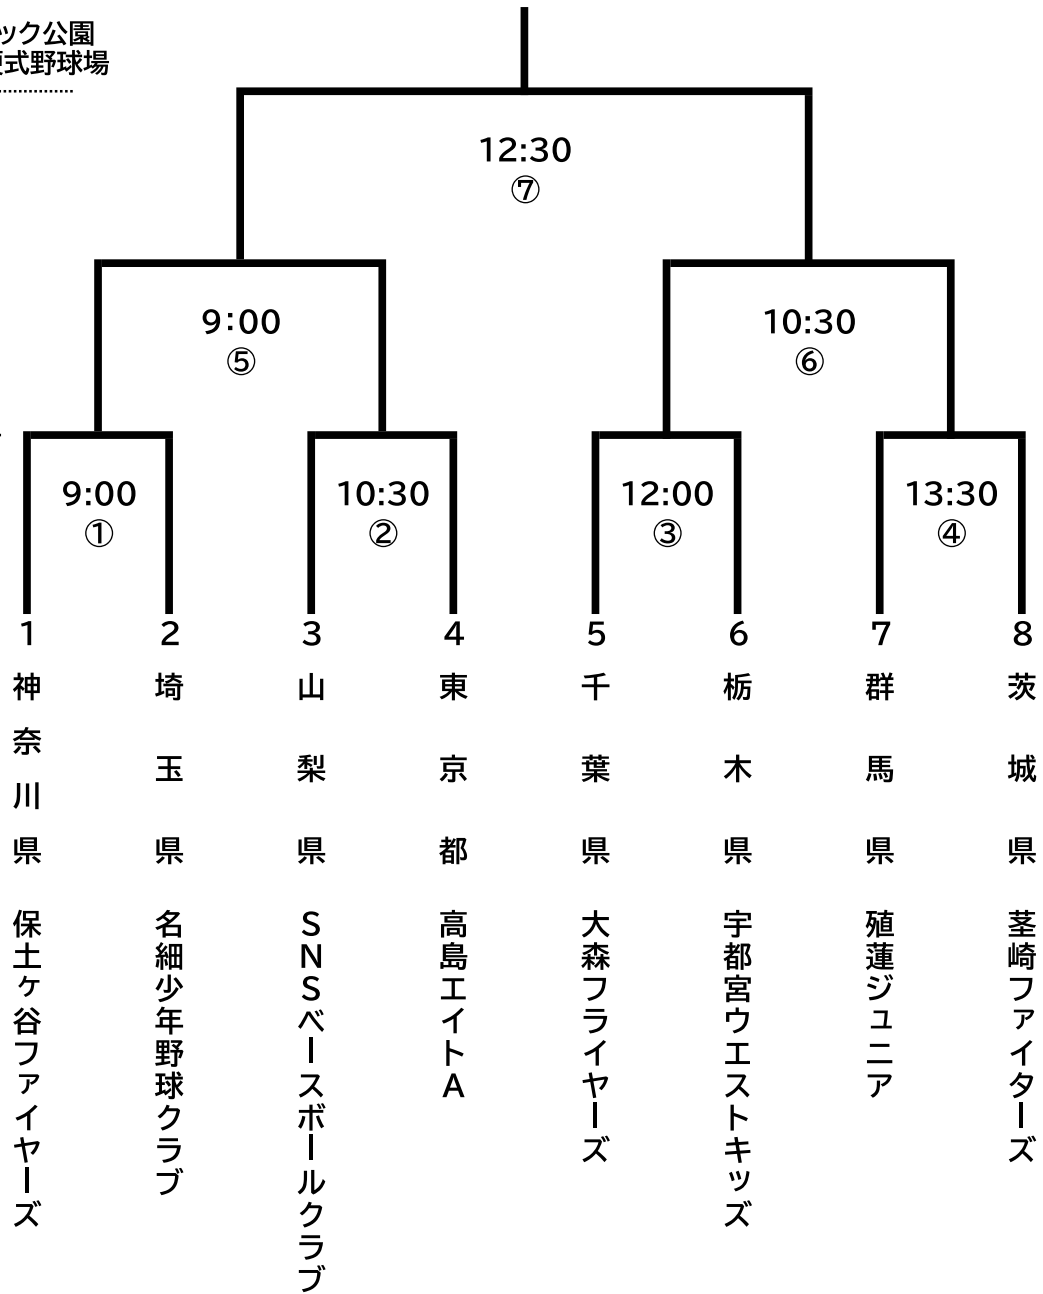 ック公園
式野球場
12:30
⑦
9:00
⑤
10:30
⑥
9:00
①
10:30
②
12:00
③
13:30
④
1
神奈川県
保土ヶ谷ファイヤーズ
2
埼玉県
名細少年野球クラブ
3
山梨県
SNSベースボールクラブ
4
東京都
高島エイトA
5
千葉県
大森フライヤーズ
6
栃木県
宇都宮ウエストキッズ
7
群馬県
殖蓮ジュニア
8
茨城県
茎崎ファイターズ